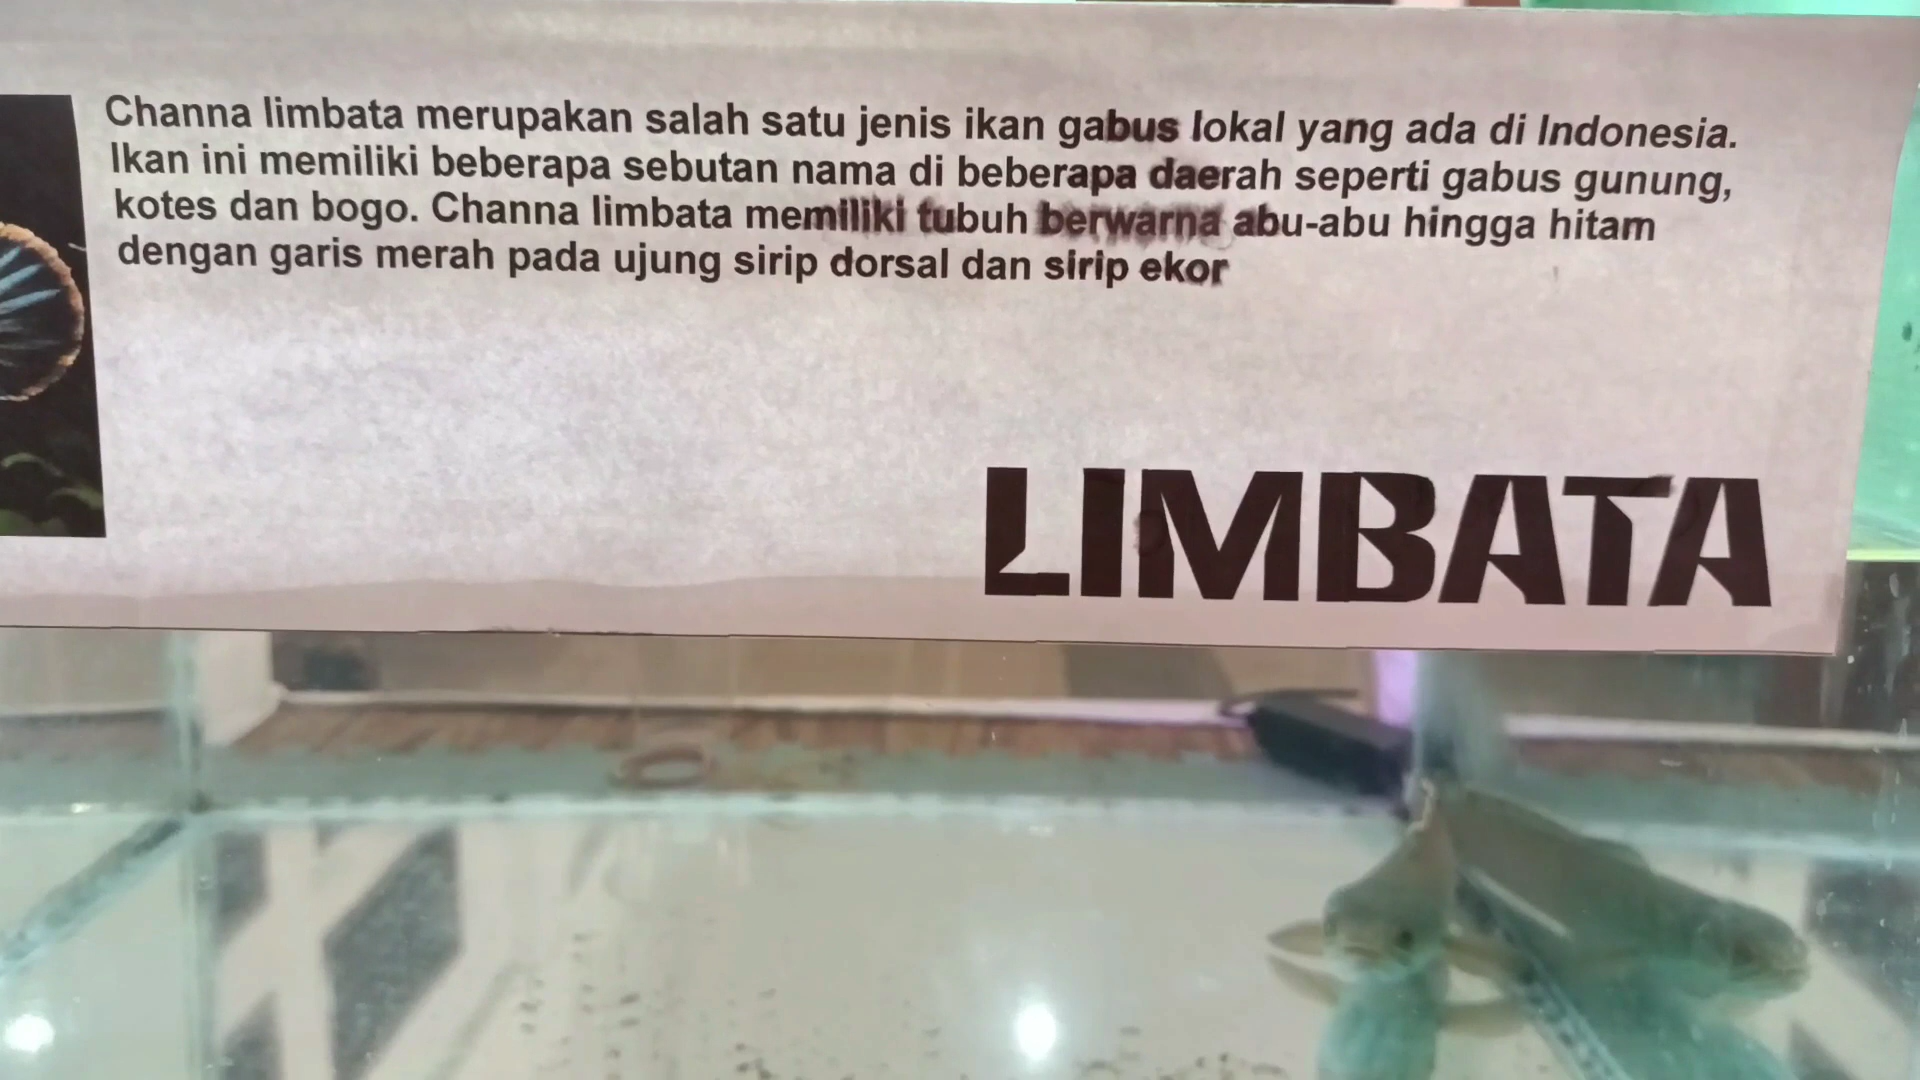 Channa limbata merupakan salah satu jenis ikan gabus lokal yang ada di Indonesia.
Ikan ini memiliki beberapa sebutan nama di beberapa daerah seperti gabus gunung,
kotes dan bogo. Channa limbata memiliki tubuh berwarna abu-abu hingga hitam
dengan garis merah pada ujung sirip dorsal dan sirip ekor
LIMBATA